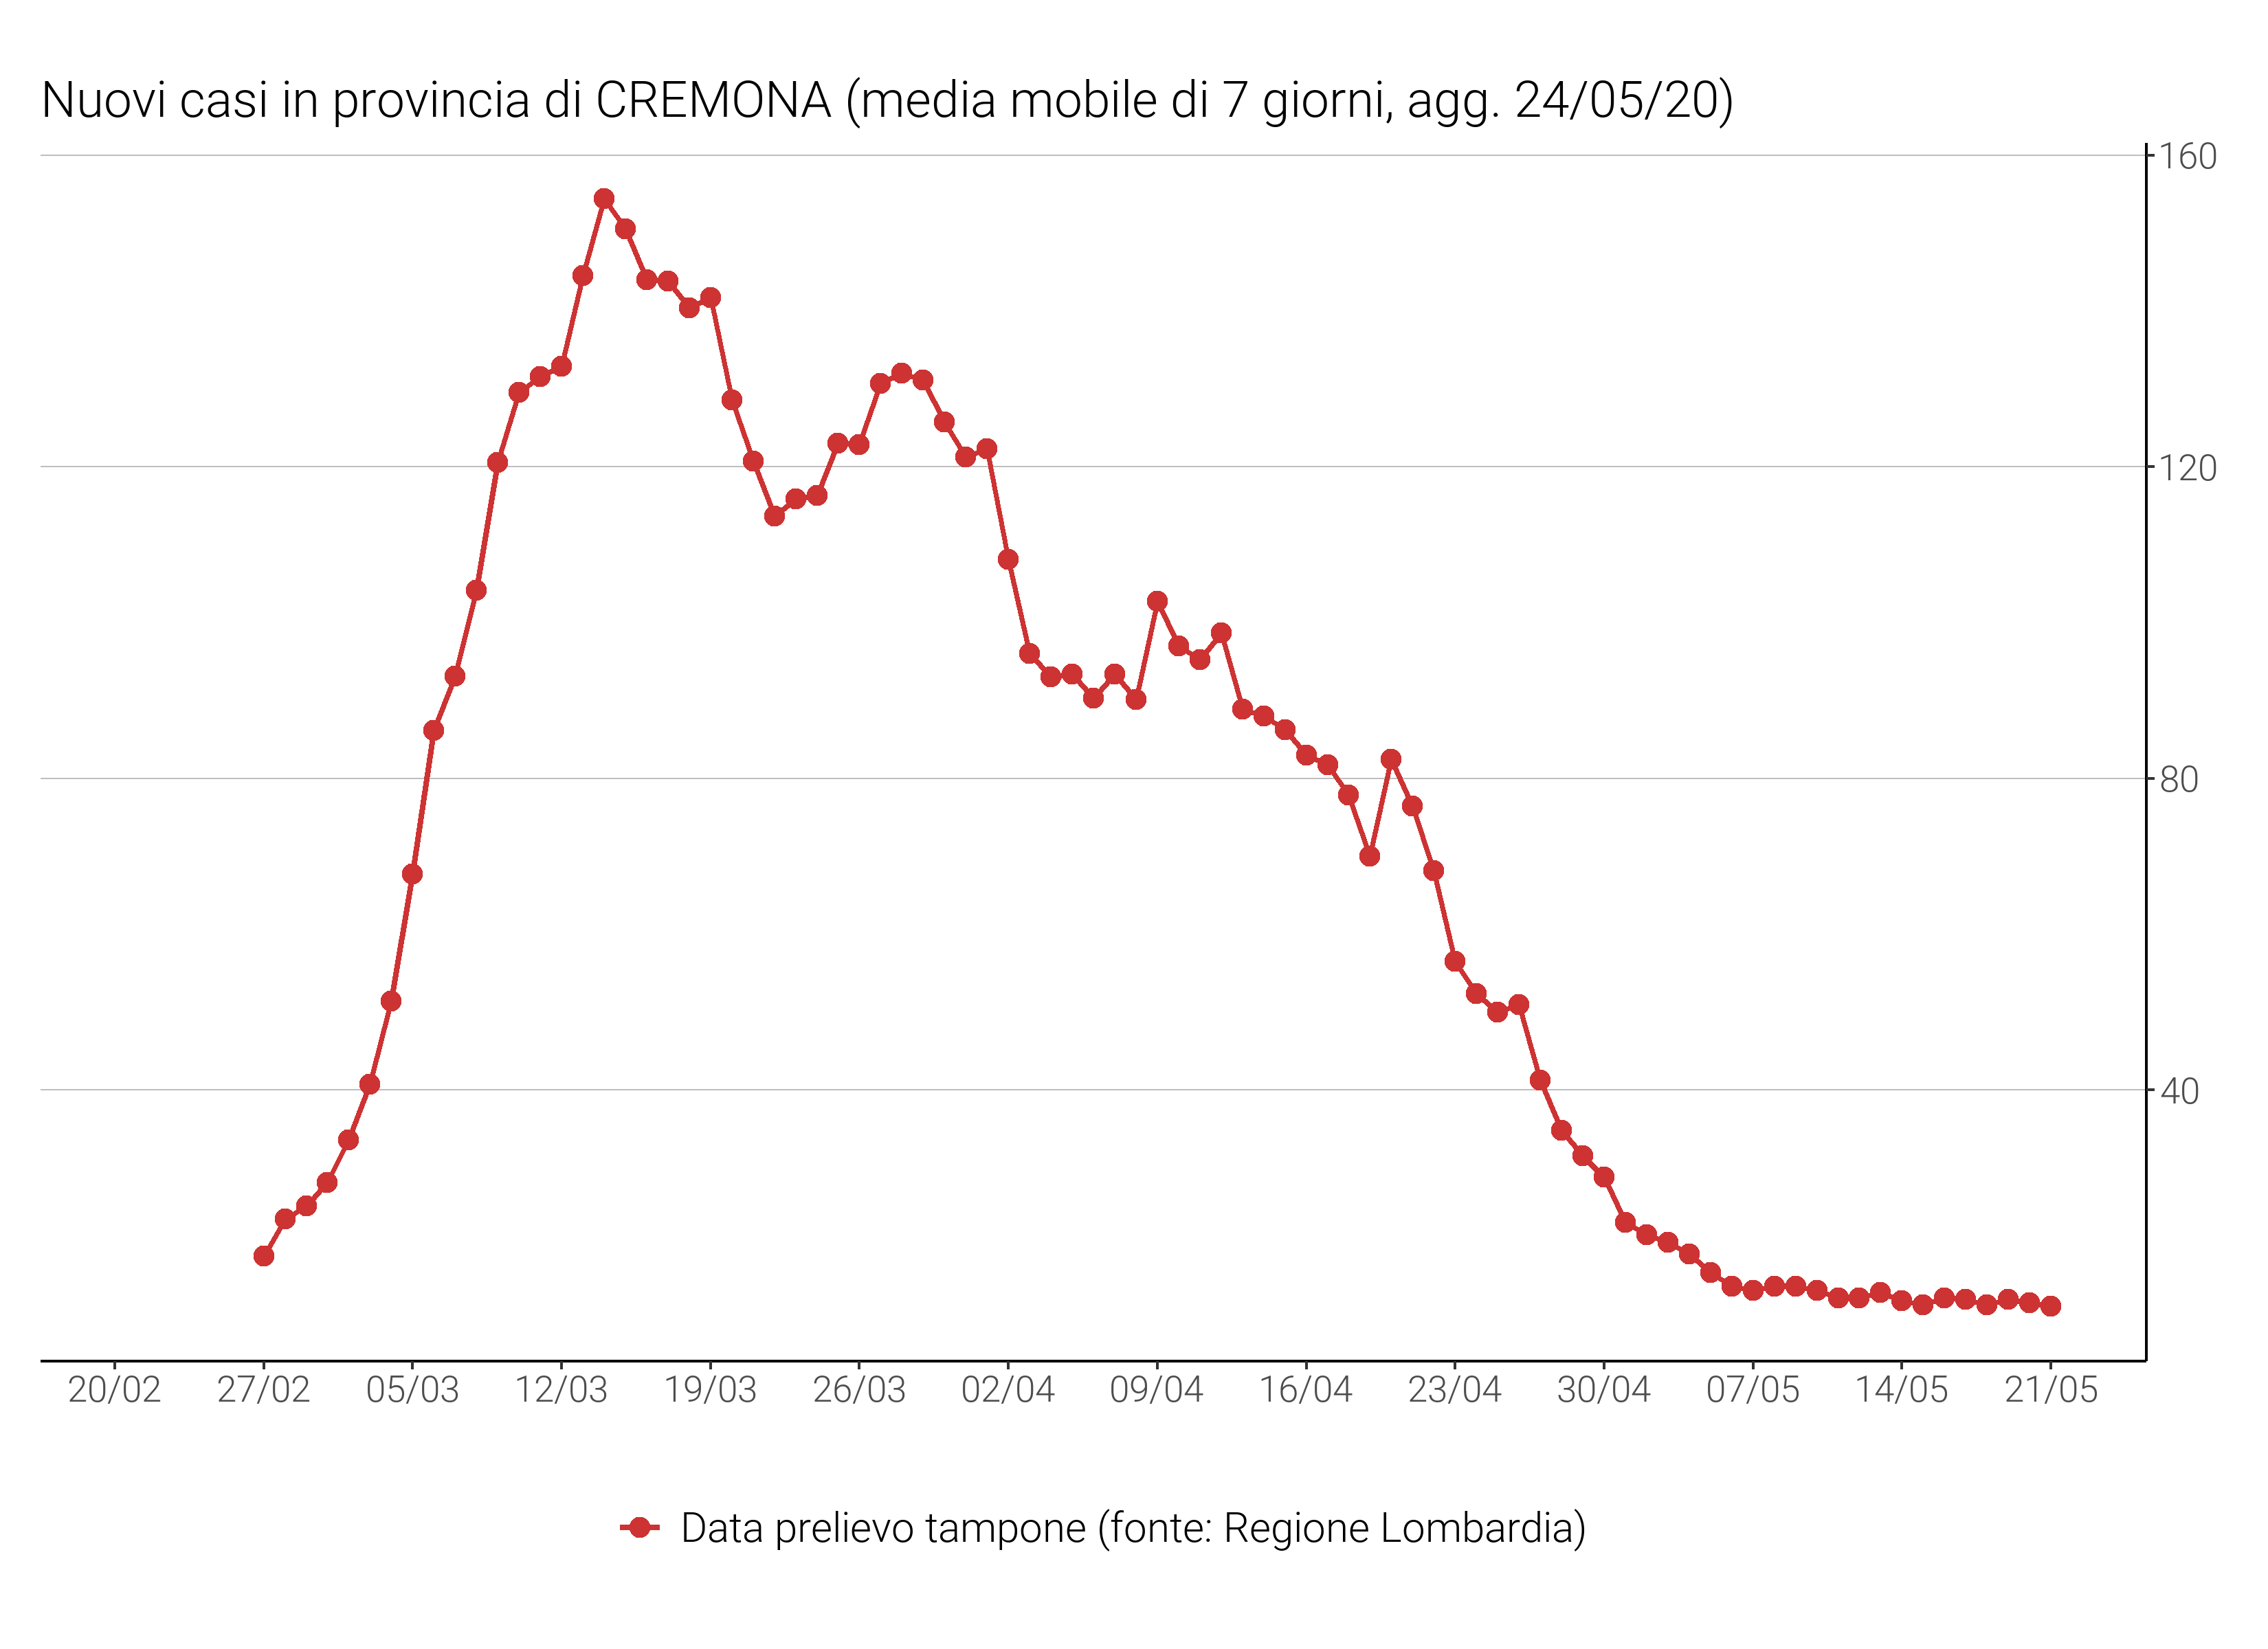 Nuovi casi in provincia di CREMONA (media mobile di 7 giorni, agg. 24/05/20)
160
120
80
40
20/02 27/02 05/03 12/03 19/03 26/03 02/04 09/04 16/04 23/04 30/04 07/05 14/05 21/05
Data prelievo tampone (fonte: Regione Lombardia)